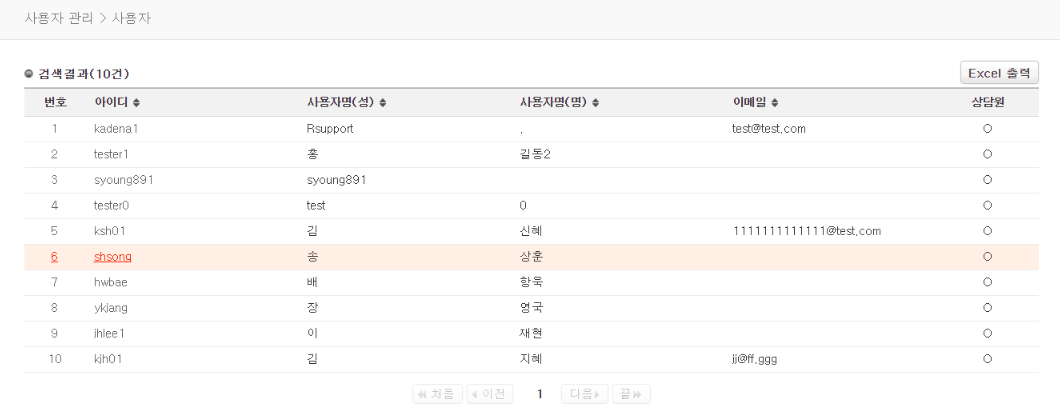 사용자 관리 > 사용자
검색결과(10건) Excel 출력
번호 아이디 사용자명(성) 사용자명(명) 이메일 상담원
1 kadena1 Rsupport . test@test.com ○
2 tester1 홍 길동2 ○
3 syoung891 syoung891 ○
4 tester0 test 0 ○
5 ksh01 김 신혜 1111111111111@test.com ○
6 shsong 송 상훈 ○
7 hwbae 배 항욱 ○
8 ykjang 장 영국 ○
9 jhlee1 이 재현 ○
10 kjh01 김 지혜 jj@ff.ggg ○
처음 이전 1 다음 끝